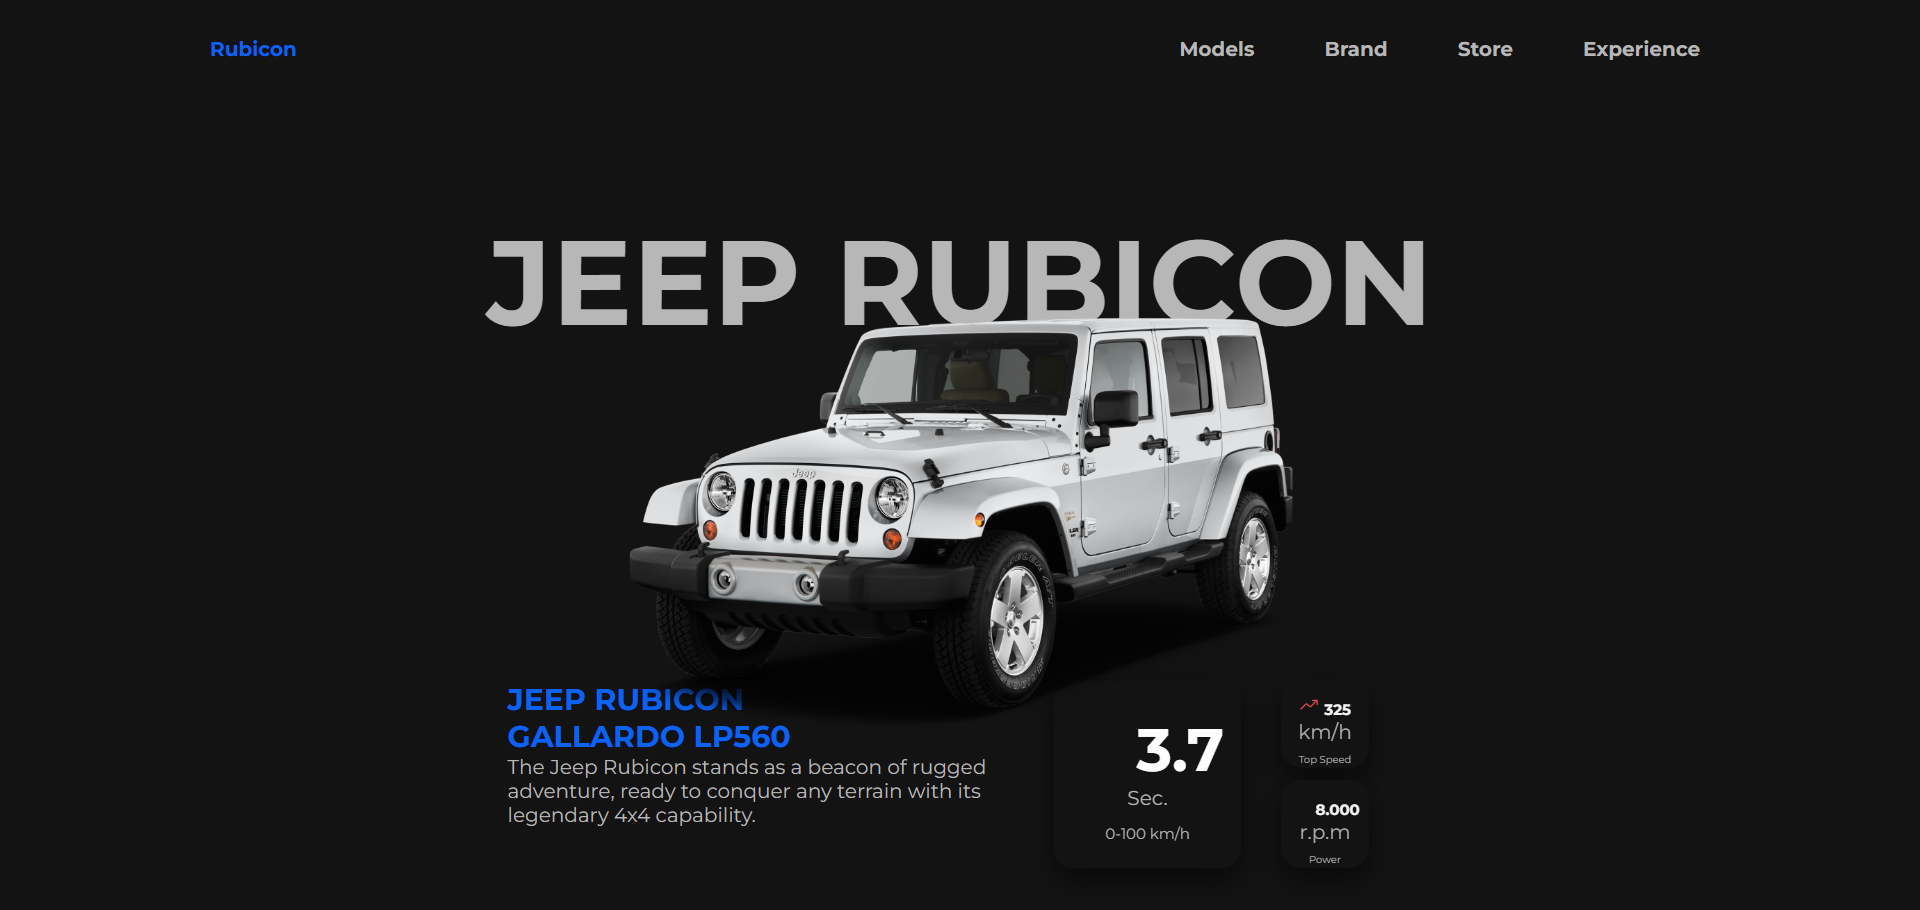 Rubicon
Models
Brand
Store
Experience
JEEP RUBICON
Jeep
JEEP RUBICON
GALLARDO LP560
The Jeep Rubicon stands as a beacon of rugged
adventure, ready to conquer any terrain with its
legendary 4x4 capability.
3.7
Sec.
0-100 km/h
325
km/h
Top Speed
8.000
r.p.m
Power